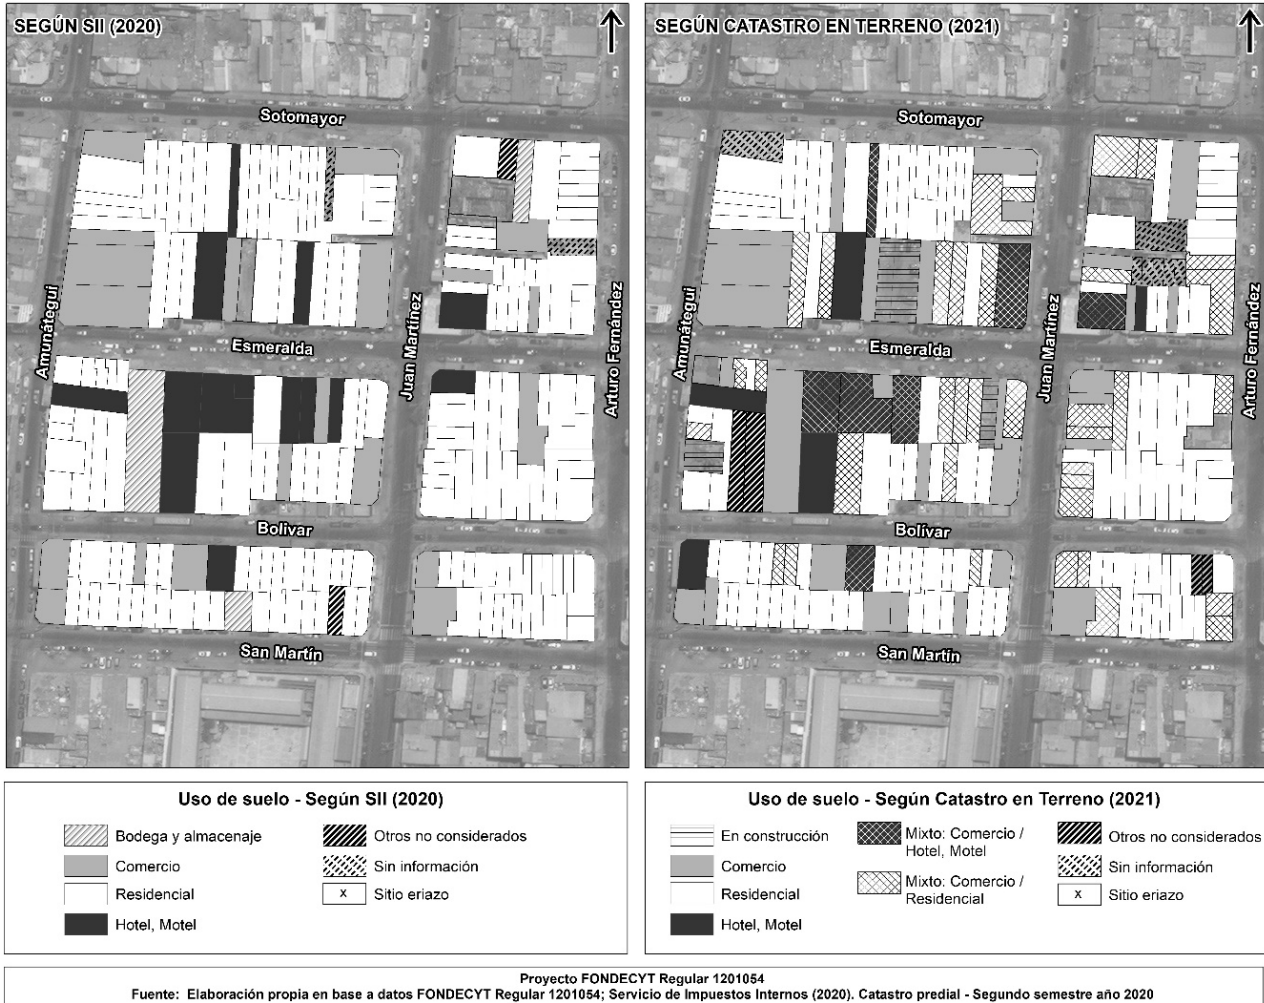 SEGÚN SII (2020)
Sotomayor
Amunátegui
Juan Martínez
Arturo Fernández
Esmeralda
Bolívar
San Martín
SEGÚN CATASTRO EN TERRENO (2021)
Sotomayor
Amunátegui
Juan Martínez
Arturo Fernández
Esmeralda
Bolívar
San Martín
Uso de suelo - Según SII (2020)
Bodega y almacenaje
Comercio
Residencial
Hotel, Motel
Otros no considerados
Sin información
x Sitio eriazo
Uso de suelo - Según Catastro en Terreno (2021)
En construcción
Comercio
Residencial
Hotel, Motel
Mixto: Comercio /
Hotel, Motel
Mixto: Comercio /
Residencial
Otros no considerados
Sin información
x Sitio eriazo
Proyecto FONDECYT Regular 1201054
Fuente: Elaboración propia en base a datos FONDECYT Regular 1201054; Servicio de Impuestos Internos (2020). Catastro predial - Segundo semestre año 2020